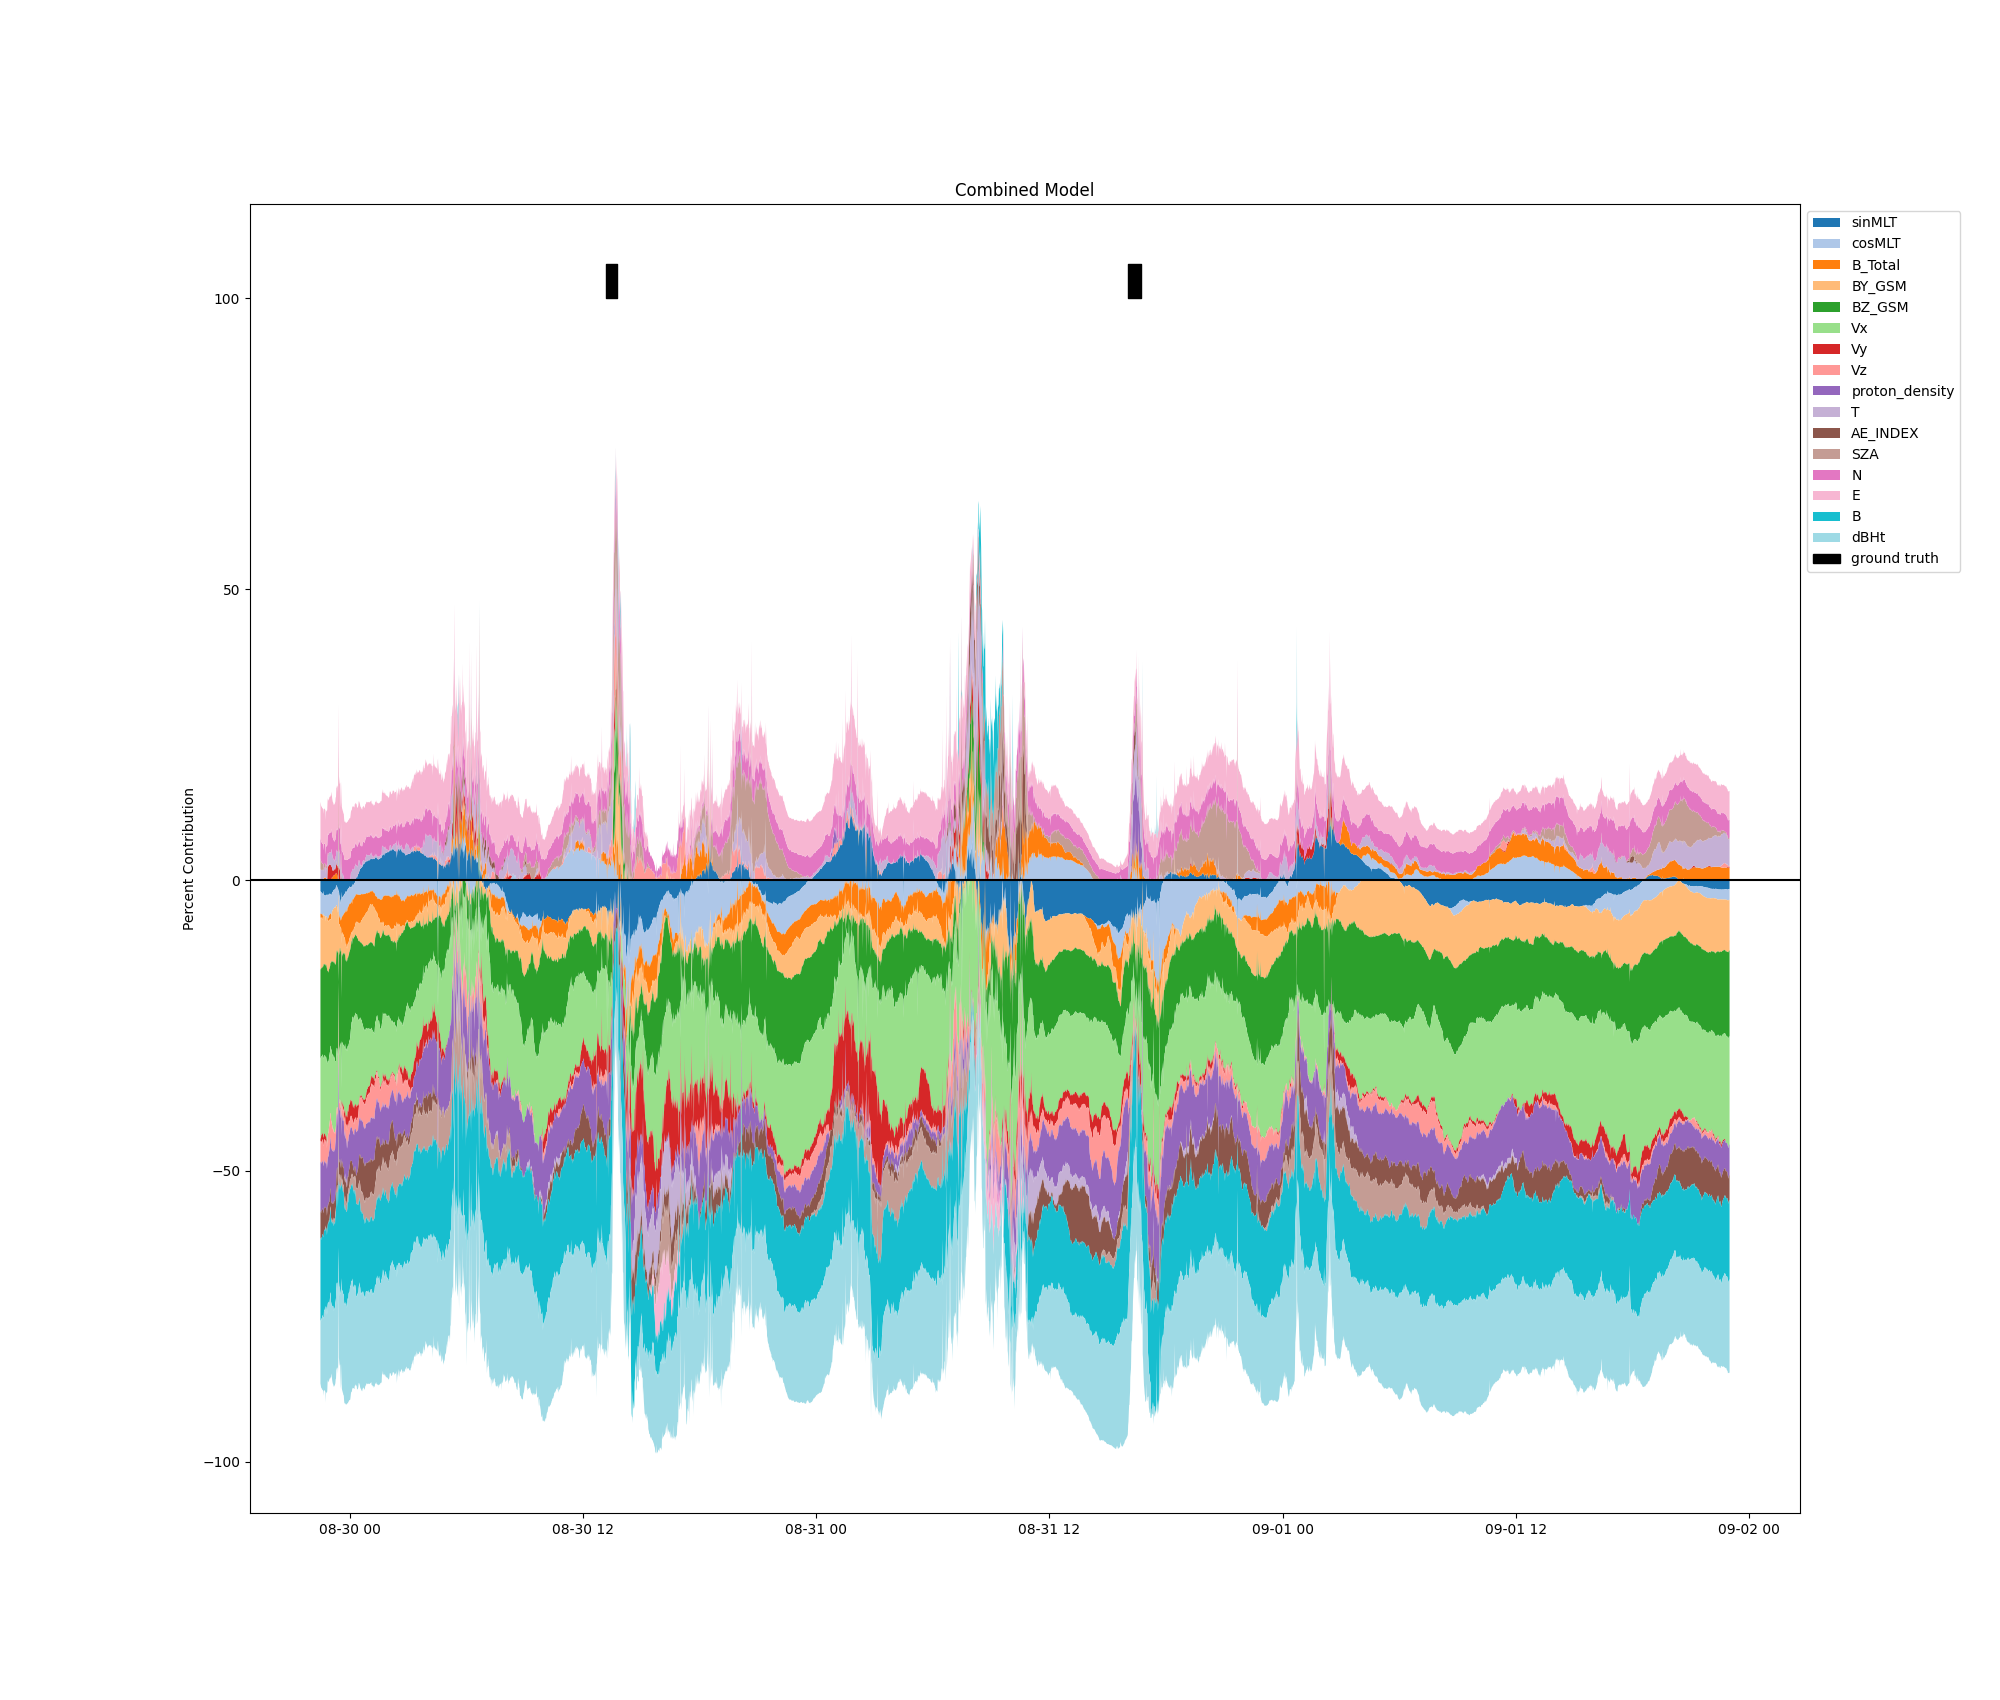 Combined Model
Percent Contribution
100
50
0
−50
−100
08-30 00
08-30 12
08-31 00
08-31 12
09-01 00
09-01 12
09-02 00
sinMLT
cosMLT
B_Total
BY_GSM
BZ_GSM
Vx
Vy
Vz
proton_density
T
AE_INDEX
SZA
N
E
B
dBHt
ground truth